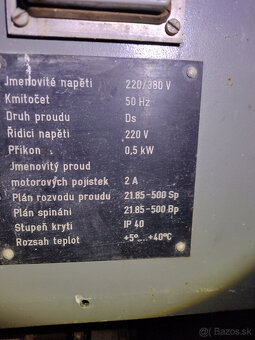 Jmenovité napětí 220/380 V
Kmitočet 50 Hz
Druh proudu Ds
Řídicí napětí 220 V
Příkon 0,5 kW
Jmenovitý proud
motorových pojistek 2 A
Plán rozvodu proudu 21.85-500 Sp
Plán spínání 21.85-500 Bp
Stupeň krytí IP 40
Rozsah teplot +5°...+40°C
bazos.sk